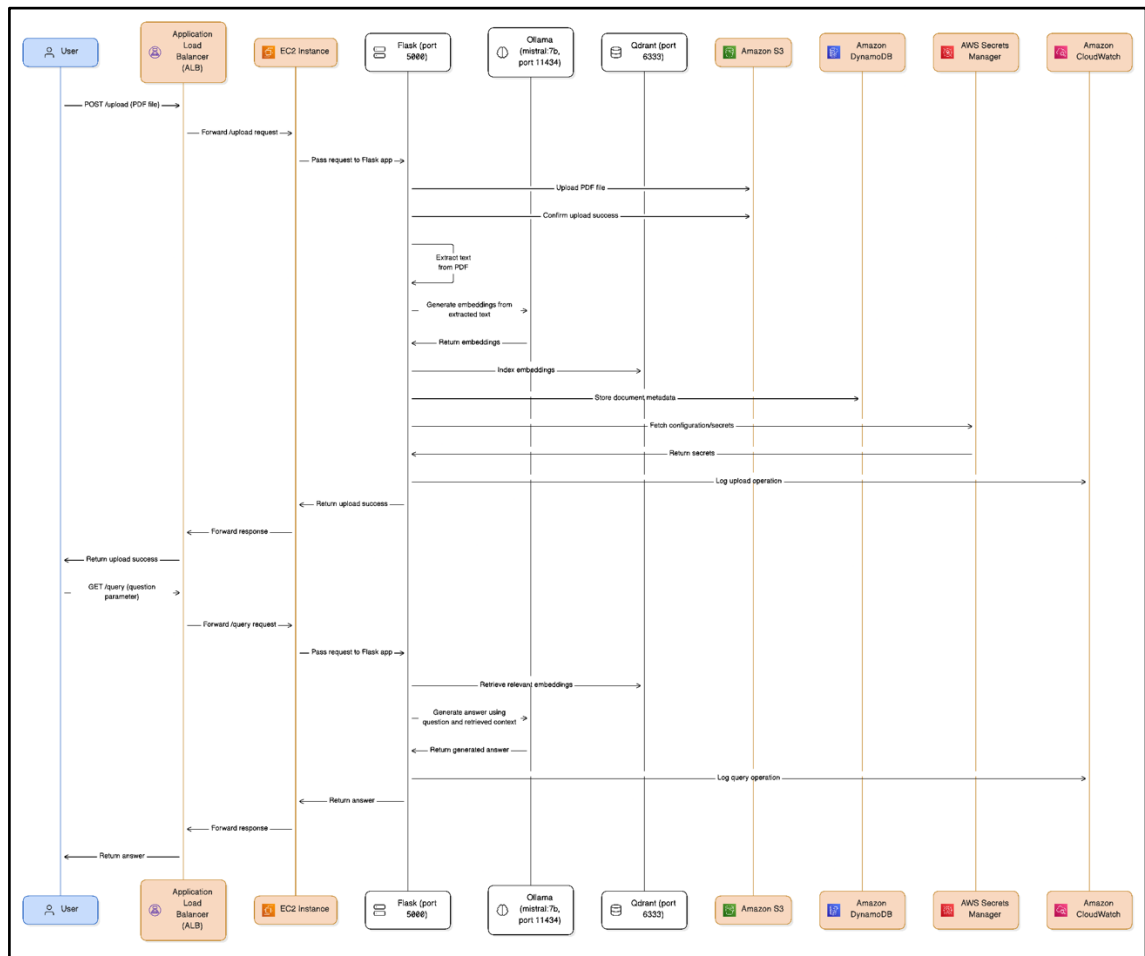 User
Application
Load
Balancer
(ALB)
EC2 Instance
Flask (port
5000)
Ollama
(mistral:7b,
port 11434)
Qdrant (port
6333)
Amazon S3
Amazon
DynamoDB
AWS Secrets
Manager
Amazon
CloudWatch
POST /upload (PDF file)
Forward /upload request
Pass request to Flask app
Upload PDF file
Confirm upload success
Extract text
from PDF
Generate embeddings from
extracted text
Return embeddings
Index embeddings
Store document metadata
Fetch configuration/secrets
Return secrets
Log upload operation
Return upload success
Forward response
Return upload success
GET /query (question
parameter)
Forward /query request
Pass request to Flask app
Retrieve relevant embeddings
Generate answer using
question and retrieved context
Return generated answer
Log query operation
Return answer
Forward response
Return answer
User
Application
Load
Balancer
(ALB)
EC2 Instance
Flask (port
5000)
Ollama
(mistral:7b,
port 11434)
Qdrant (port
6333)
Amazon S3
Amazon
DynamoDB
AWS Secrets
Manager
Amazon
CloudWatch